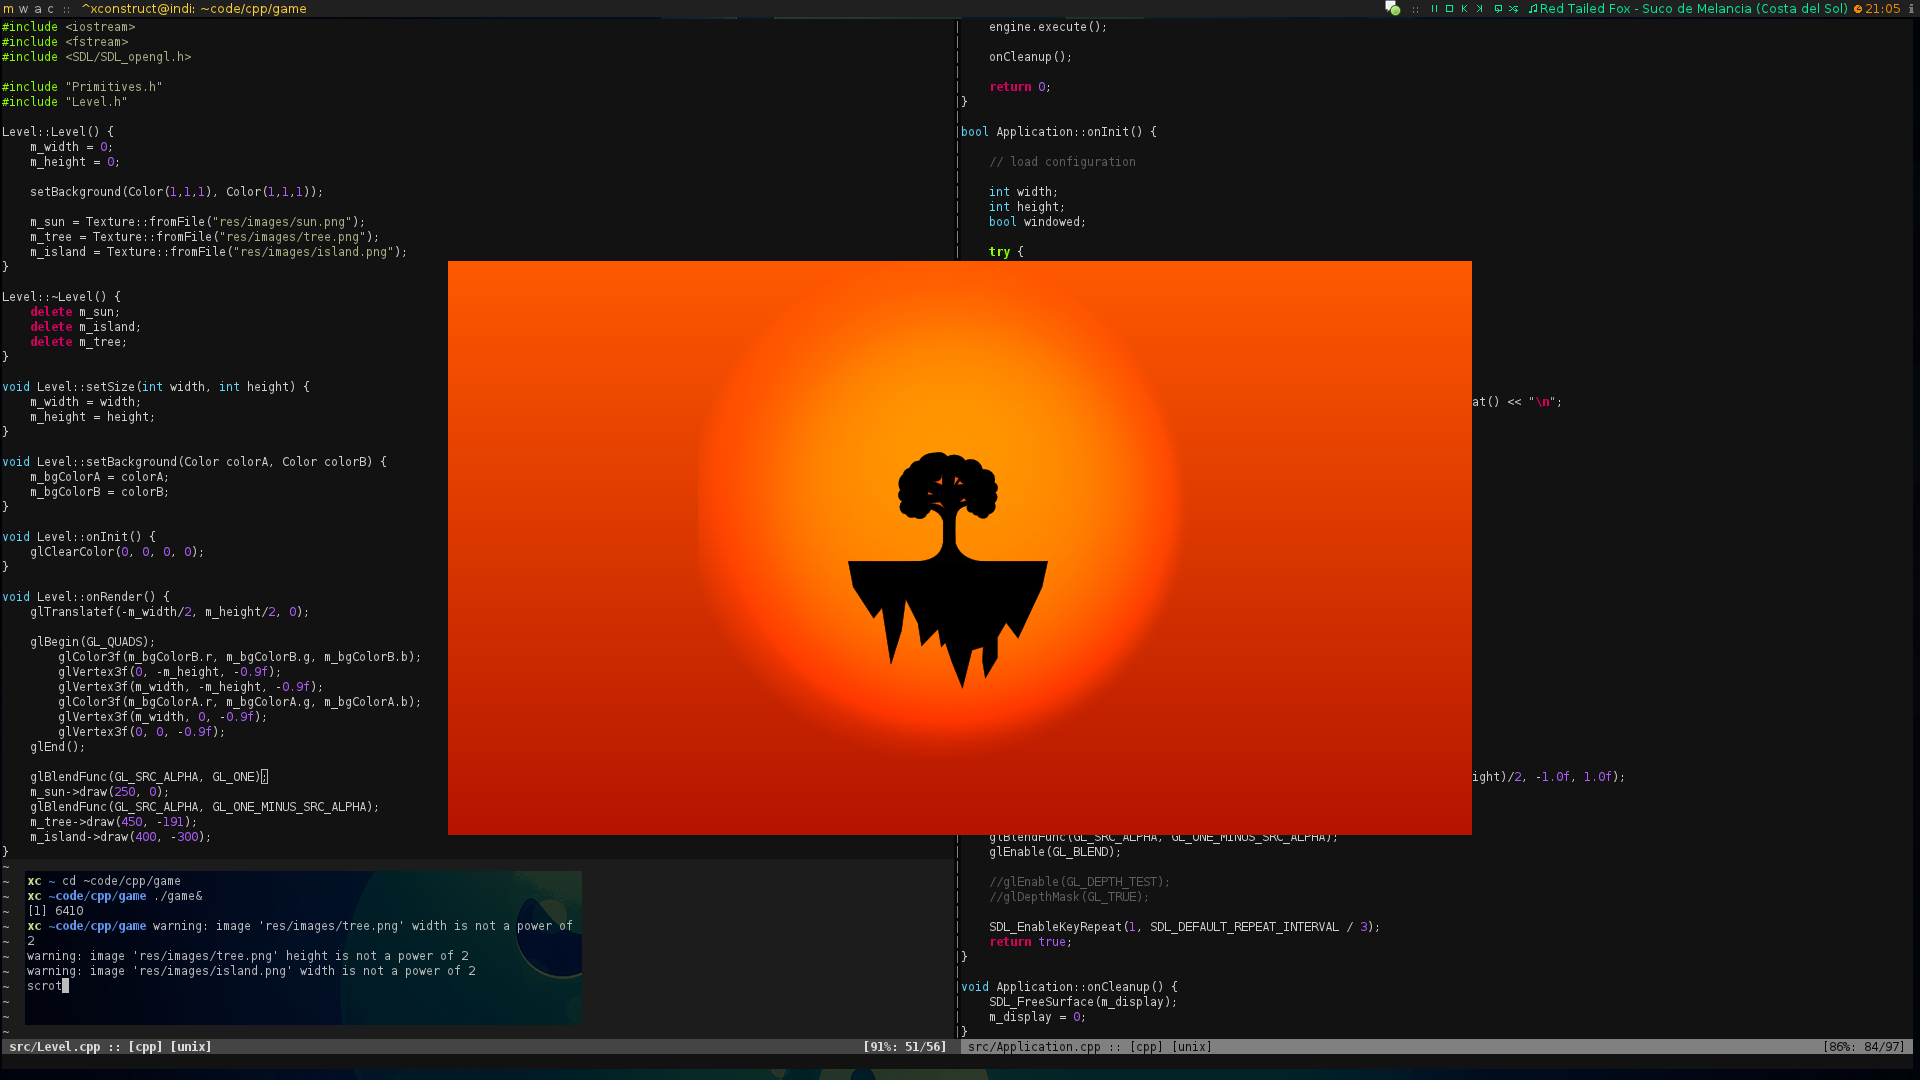 m w a c :: ^xconstruct@indi: ~code/cpp/game
:: Red Tailed Fox - Suco de Melancia (Costa del Sol) 21:05
#include <iostream>
#include <fstream>
#include <SDL/SDL_opengl.h>
#include "Primitives.h"
#include "Level.h"
Level::Level() {
    m_width = 0;
    m_height = 0;
    setBackground(Color(1,1,1), Color(1,1,1));
    m_sun = Texture::fromFile("res/images/sun.png");
    m_tree = Texture::fromFile("res/images/tree.png");
    m_island = Texture::fromFile("res/images/island.png");
}
Level::~Level() {
    delete m_sun;
    delete m_island;
    delete m_tree;
}
void Level::setSize(int width, int height) {
    m_width = width;
    m_height = height;
}
void Level::setBackground(Color colorA, Color colorB) {
    m_bgColorA = colorA;
    m_bgColorB = colorB;
}
void Level::onInit() {
    glClearColor(0, 0, 0, 0);
}
void Level::onRender() {
    glTranslatef(-m_width/2, m_height/2, 0);
    glBegin(GL_QUADS);
        glColor3f(m_bgColorB.r, m_bgColorB.g, m_bgColorB.b);
        glVertex3f(0, -m_height, -0.9f);
        glVertex3f(m_width, -m_height, -0.9f);
        glColor3f(m_bgColorA.r, m_bgColorA.g, m_bgColorA.b);
        glVertex3f(m_width, 0, -0.9f);
        glVertex3f(0, 0, -0.9f);
    glEnd();
    glBlendFunc(GL_SRC_ALPHA, GL_ONE);
    m_sun->draw(250, 0);
    glBlendFunc(GL_SRC_ALPHA, GL_ONE_MINUS_SRC_ALPHA);
    m_tree->draw(450, -191);
    m_island->draw(400, -300);
}
~
~
~
~
~
~
~
~
~
~
~
~
xc ~ cd ~code/cpp/game
xc ~code/cpp/game ./game&
[1] 6410
xc ~code/cpp/game warning: image 'res/images/tree.png' width is not a power of
2
warning: image 'res/images/tree.png' height is not a power of 2
warning: image 'res/images/island.png' width is not a power of 2
scrot
src/Level.cpp :: [cpp] [unix] [91%: 51/56]
    engine.execute();
    onCleanup();
    return 0;
}
bool Application::onInit() {
    // load configuration
    int width;
    int height;
    bool windowed;
    try {
at() << "\n";
ight)/2, -1.0f, 1.0f);
    glBlendFunc(GL_SRC_ALPHA, GL_ONE_MINUS_SRC_ALPHA);
    glEnable(GL_BLEND);
    //glEnable(GL_DEPTH_TEST);
    //glDepthMask(GL_TRUE);
    SDL_EnableKeyRepeat(1, SDL_DEFAULT_REPEAT_INTERVAL / 3);
    return true;
}
void Application::onCleanup() {
    SDL_FreeSurface(m_display);
    m_display = 0;
}
src/Application.cpp :: [cpp] [unix] [86%: 84/97]